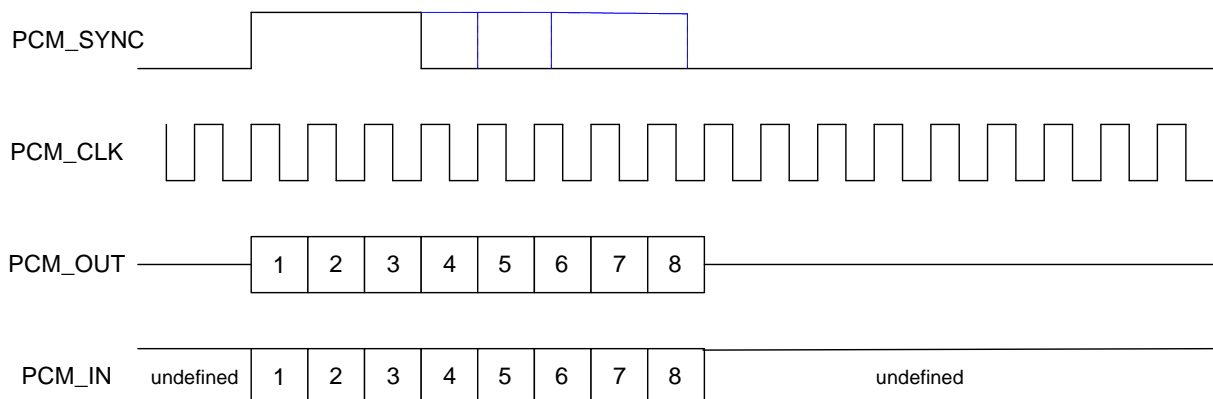 PCM_SYNC
PCM_CLK
PCM_OUT 1 2 3 4 5 6 7 8
PCM_IN undefined 1 2 3 4 5 6 7 8 undefined